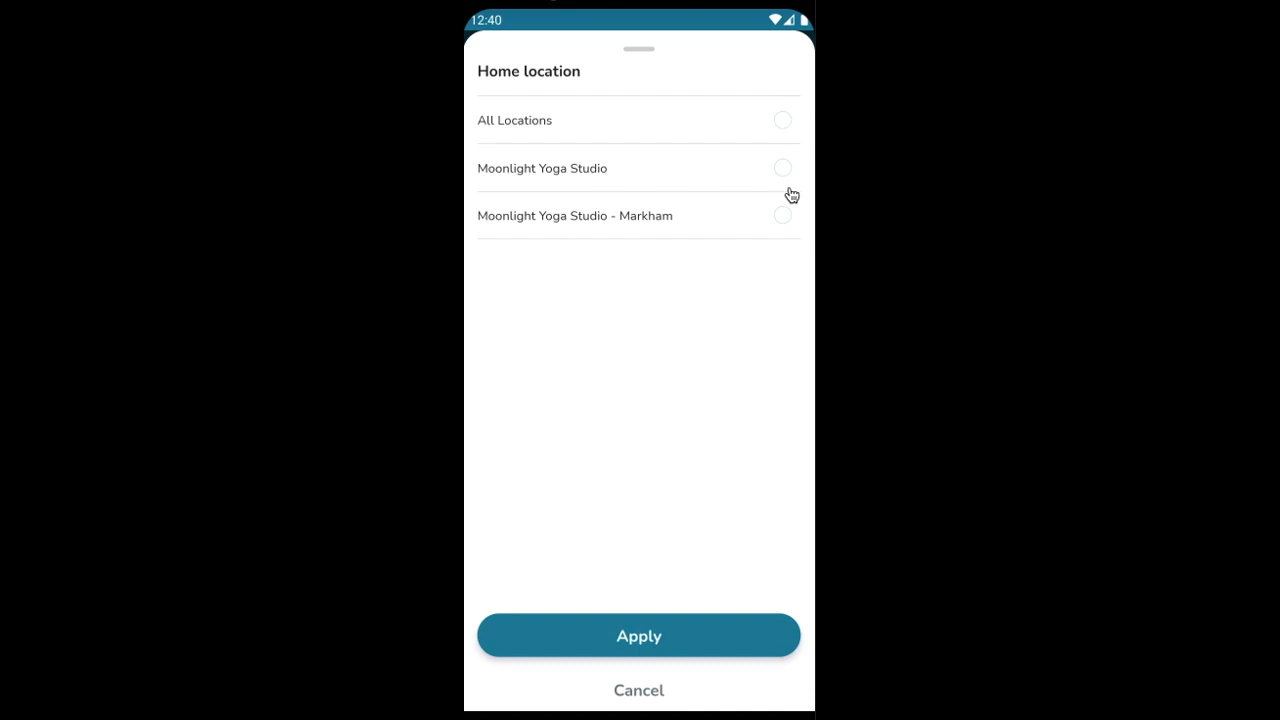 12:40
Home location
All Locations
Moonlight Yoga Studio
Moonlight Yoga Studio - Markham
Apply
Cancel